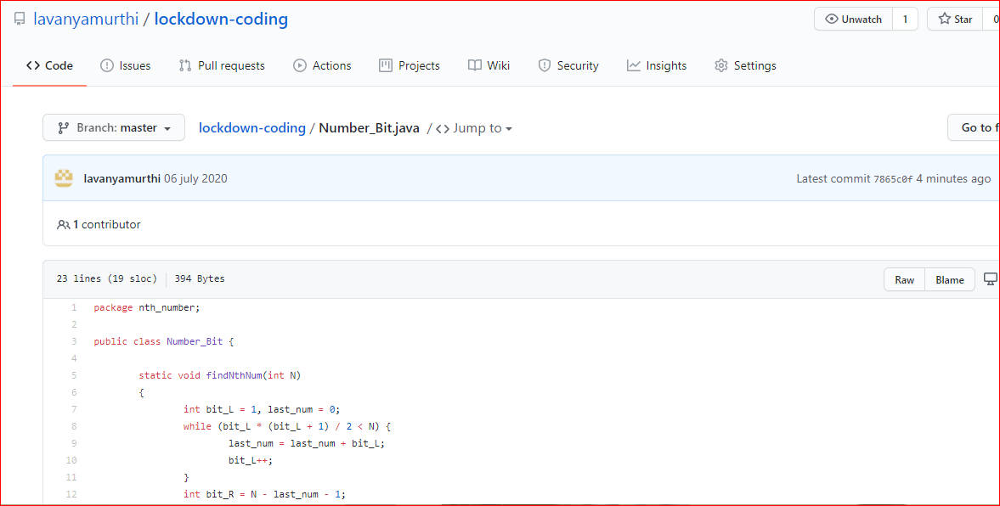 lavanyamurthi / lockdown-coding
Unwatch 1 Star 0
<> Code Issues Pull requests Actions Projects Wiki Security Insights Settings
Branch: master lockdown-coding / Number_Bit.java / <> Jump to Go to f
lavanyamurthi 06 july 2020 Latest commit 7865c0f 4 minutes ago
1 contributor
23 lines (19 sloc) 394 Bytes Raw Blame
1 package nth_number;
2
3 public class Number_Bit {
4
5 static void findNthNum(int N)
6 {
7 int bit_L = 1, last_num = 0;
8 while (bit_L * (bit_L + 1) / 2 < N) {
9 last_num = last_num + bit_L;
10 bit_L++;
11 }
12 int bit_R = N - last_num - 1;